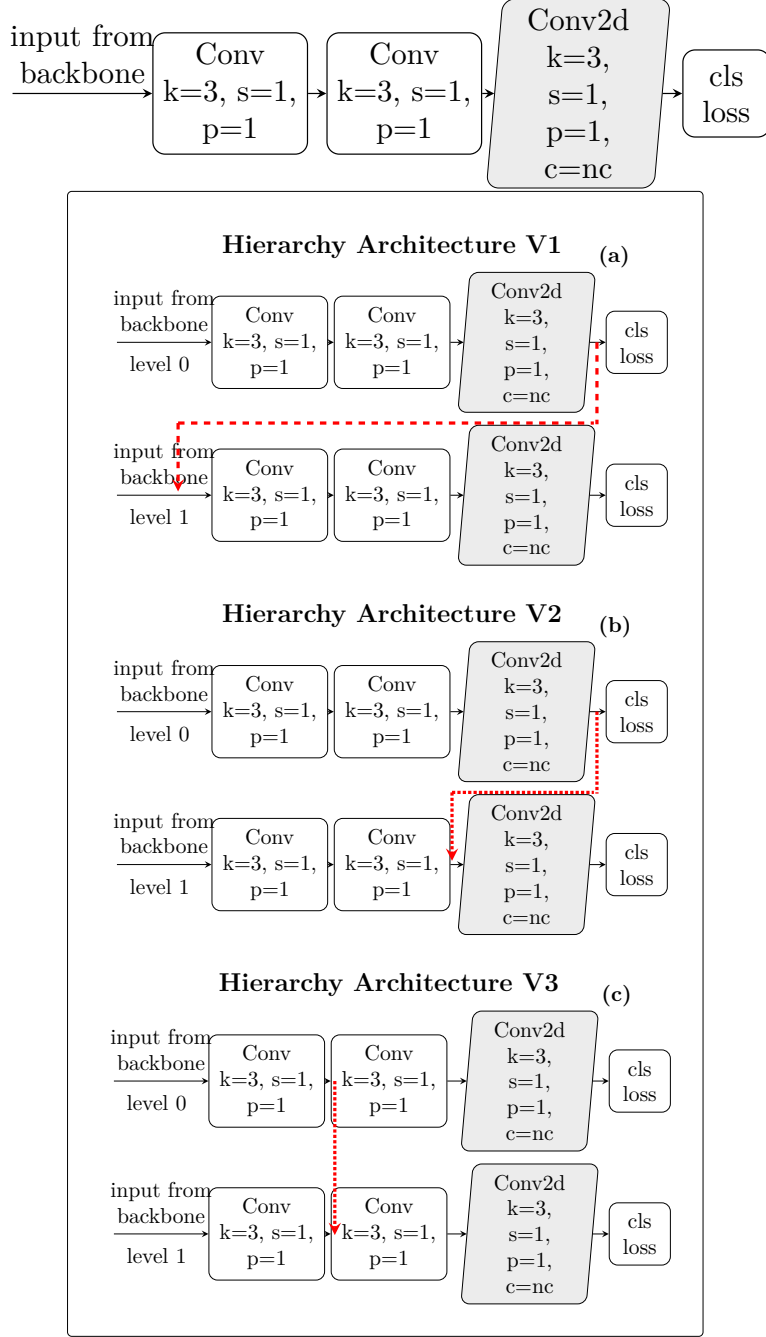 input from
backbone
Conv
k=3, s=1,
p=1
Conv
k=3, s=1,
p=1
Conv2d
k=3,
s=1,
p=1,
c=nc
cls
loss
Hierarchy Architecture V1
(a)
input from
backbone
level 0
Conv
k=3, s=1,
p=1
Conv
k=3, s=1,
p=1
Conv2d
k=3,
s=1,
p=1,
c=nc
cls
loss
input from
backbone
level 1
Conv
k=3, s=1,
p=1
Conv
k=3, s=1,
p=1
Conv2d
k=3,
s=1,
p=1,
c=nc
cls
loss
Hierarchy Architecture V2
(b)
input from
backbone
level 0
Conv
k=3, s=1,
p=1
Conv
k=3, s=1,
p=1
Conv2d
k=3,
s=1,
p=1,
c=nc
cls
loss
input from
backbone
level 1
Conv
k=3, s=1,
p=1
Conv
k=3, s=1,
p=1
Conv2d
k=3,
s=1,
p=1,
c=nc
cls
loss
Hierarchy Architecture V3
(c)
input from
backbone
level 0
Conv
k=3, s=1,
p=1
Conv
k=3, s=1,
p=1
Conv2d
k=3,
s=1,
p=1,
c=nc
cls
loss
input from
backbone
level 1
Conv
k=3, s=1,
p=1
Conv
k=3, s=1,
p=1
Conv2d
k=3,
s=1,
p=1,
c=nc
cls
loss